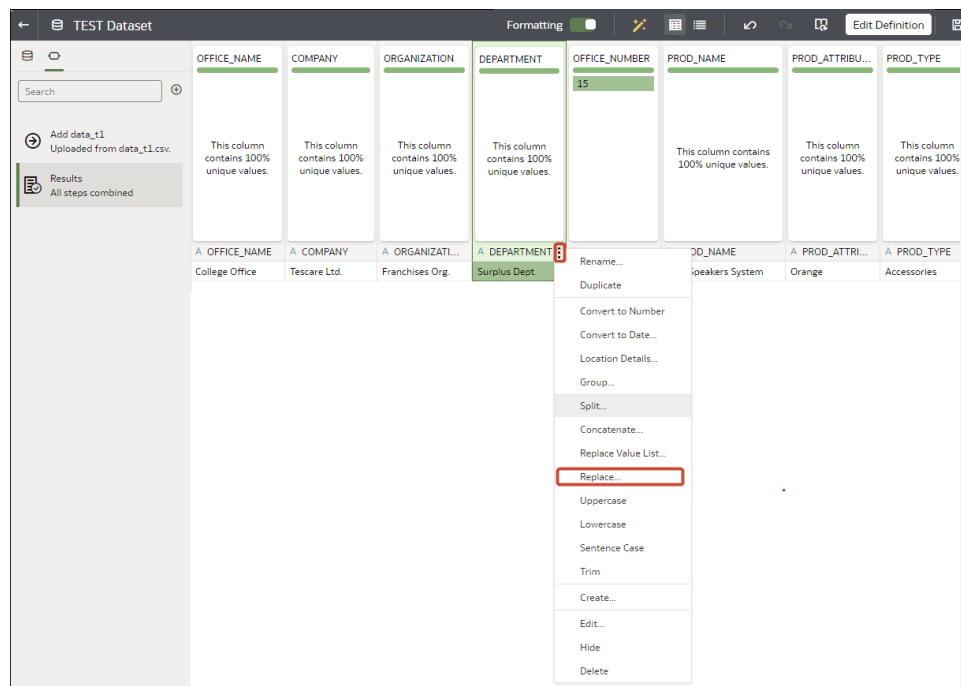 TEST Dataset
Formatting
Edit Definition
Search
Add data_t1
Uploaded from data_t1.csv.
Results
All steps combined
OFFICE_NAME
COMPANY
ORGANIZATION
DEPARTMENT
OFFICE_NUMBER
PROD_NAME
PROD_ATTRIBU...
PROD_TYPE
This column
contains 100%
unique values.
This column
contains 100%
unique values.
This column
contains 100%
unique values.
This column
contains 100%
unique values.
15
This column contains
100% unique values.
This column
contains 100%
unique values.
This column
contains 100%
unique values.
A OFFICE_NAME
A COMPANY
A ORGANIZATI...
A DEPARTMENT
OD_NAME
A PROD_ATTRI...
A PROD_TYPE
College Office
Tescare Ltd.
Franchises Org.
Surplus Dept.
Speakers System
Orange
Accessories
Rename...
Duplicate
Convert to Number
Convert to Date...
Location Details...
Group...
Split...
Concatenate...
Replace Value List...
Replace...
Uppercase
Lowercase
Sentence Case
Trim
Create...
Edit...
Hide
Delete